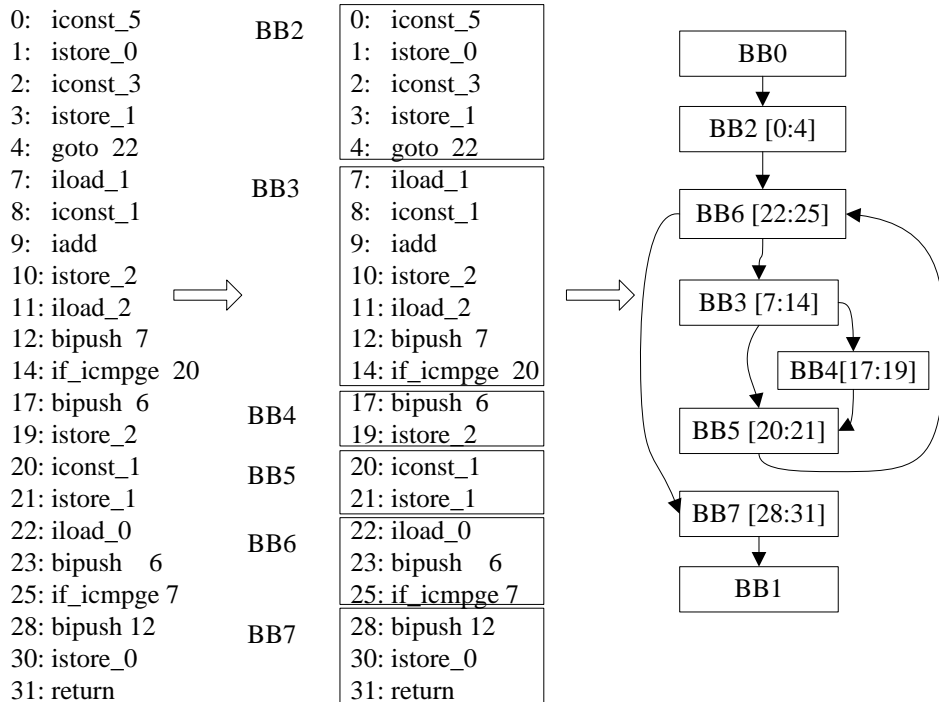 0: iconst_5
1: istore_0
2: iconst_3
3: istore_1
4: goto 22
7: iload_1
8: iconst_1
9: iadd
10: istore_2
11: iload_2
12: bipush 7
14: if_icmpge 20
17: bipush 6
19: istore_2
20: iconst_1
21: istore_1
22: iload_0
23: bipush 6
25: if_icmpge 7
28: bipush 12
30: istore_0
31: return
BB2
0: iconst_5
1: istore_0
2: iconst_3
3: istore_1
4: goto 22
BB3
7: iload_1
8: iconst_1
9: iadd
10: istore_2
11: iload_2
12: bipush 7
14: if_icmpge 20
BB4
17: bipush 6
19: istore_2
BB5
20: iconst_1
21: istore_1
BB6
22: iload_0
23: bipush 6
25: if_icmpge 7
BB7
28: bipush 12
30: istore_0
31: return
BB0
BB2 [0:4]
BB6 [22:25]
BB3 [7:14]
BB4[17:19]
BB5 [20:21]
BB7 [28:31]
BB1